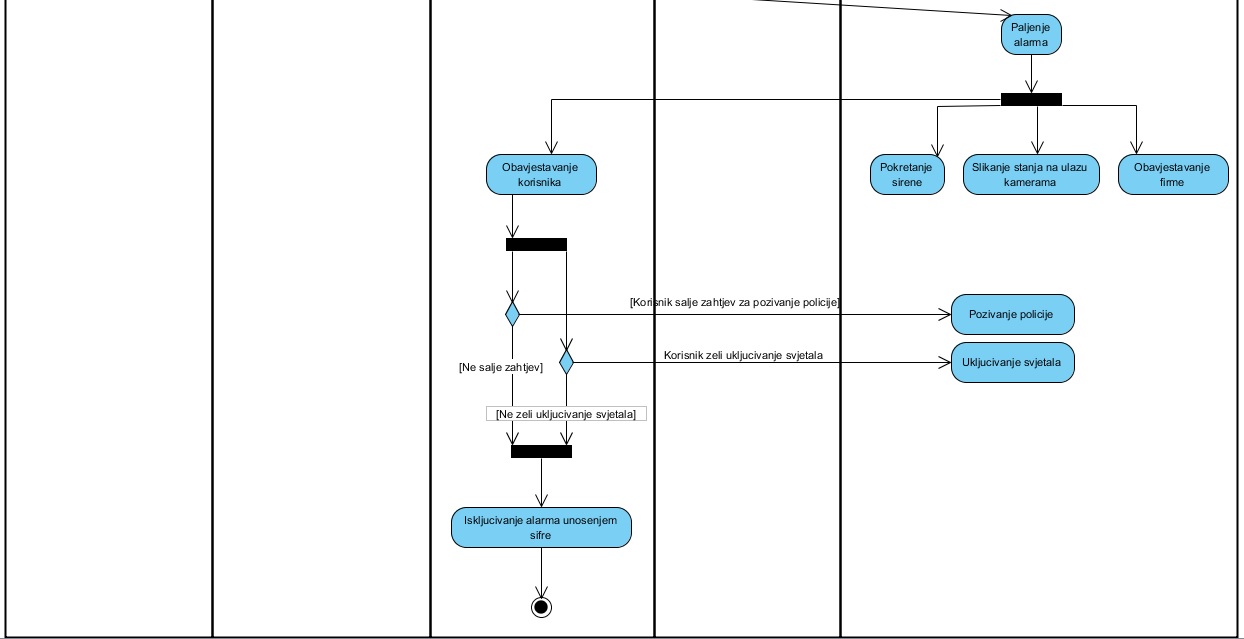 Paljenje
alarma
Obavjestavanje
korisnika
Pokretanje
sirene
Slikanje stanja na ulazu
kamerama
Obavjestavanje
firme
[Korisnik salje zahtjev za pozivanje policije]
Pozivanje policije
Korisnik zeli ukljucivanje svjetala
Ukljucivanje svjetala
[Ne salje zahtjev]
[Ne zeli ukljucivanje svjetala]
Iskljucivanje alarma unosenjem
sifre